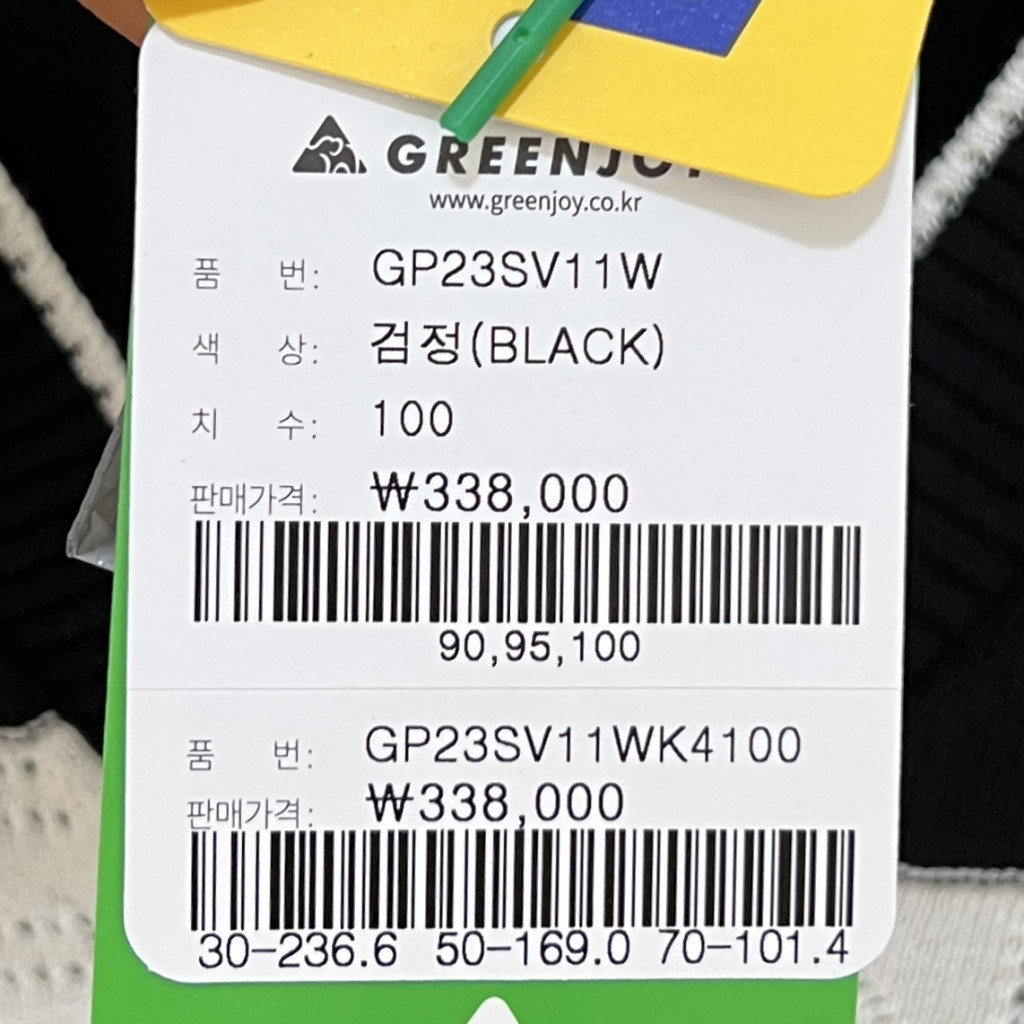 GREENJOY
www.greenjoy.co.kr
품 번: GP23SV11W
색 상: 검정(BLACK)
치 수: 100
판매가격: ₩338,000
90,95,100
품 번: GP23SV11WK4100
판매가격: ₩338,000
30-236.6 50-169.0 70-101.4